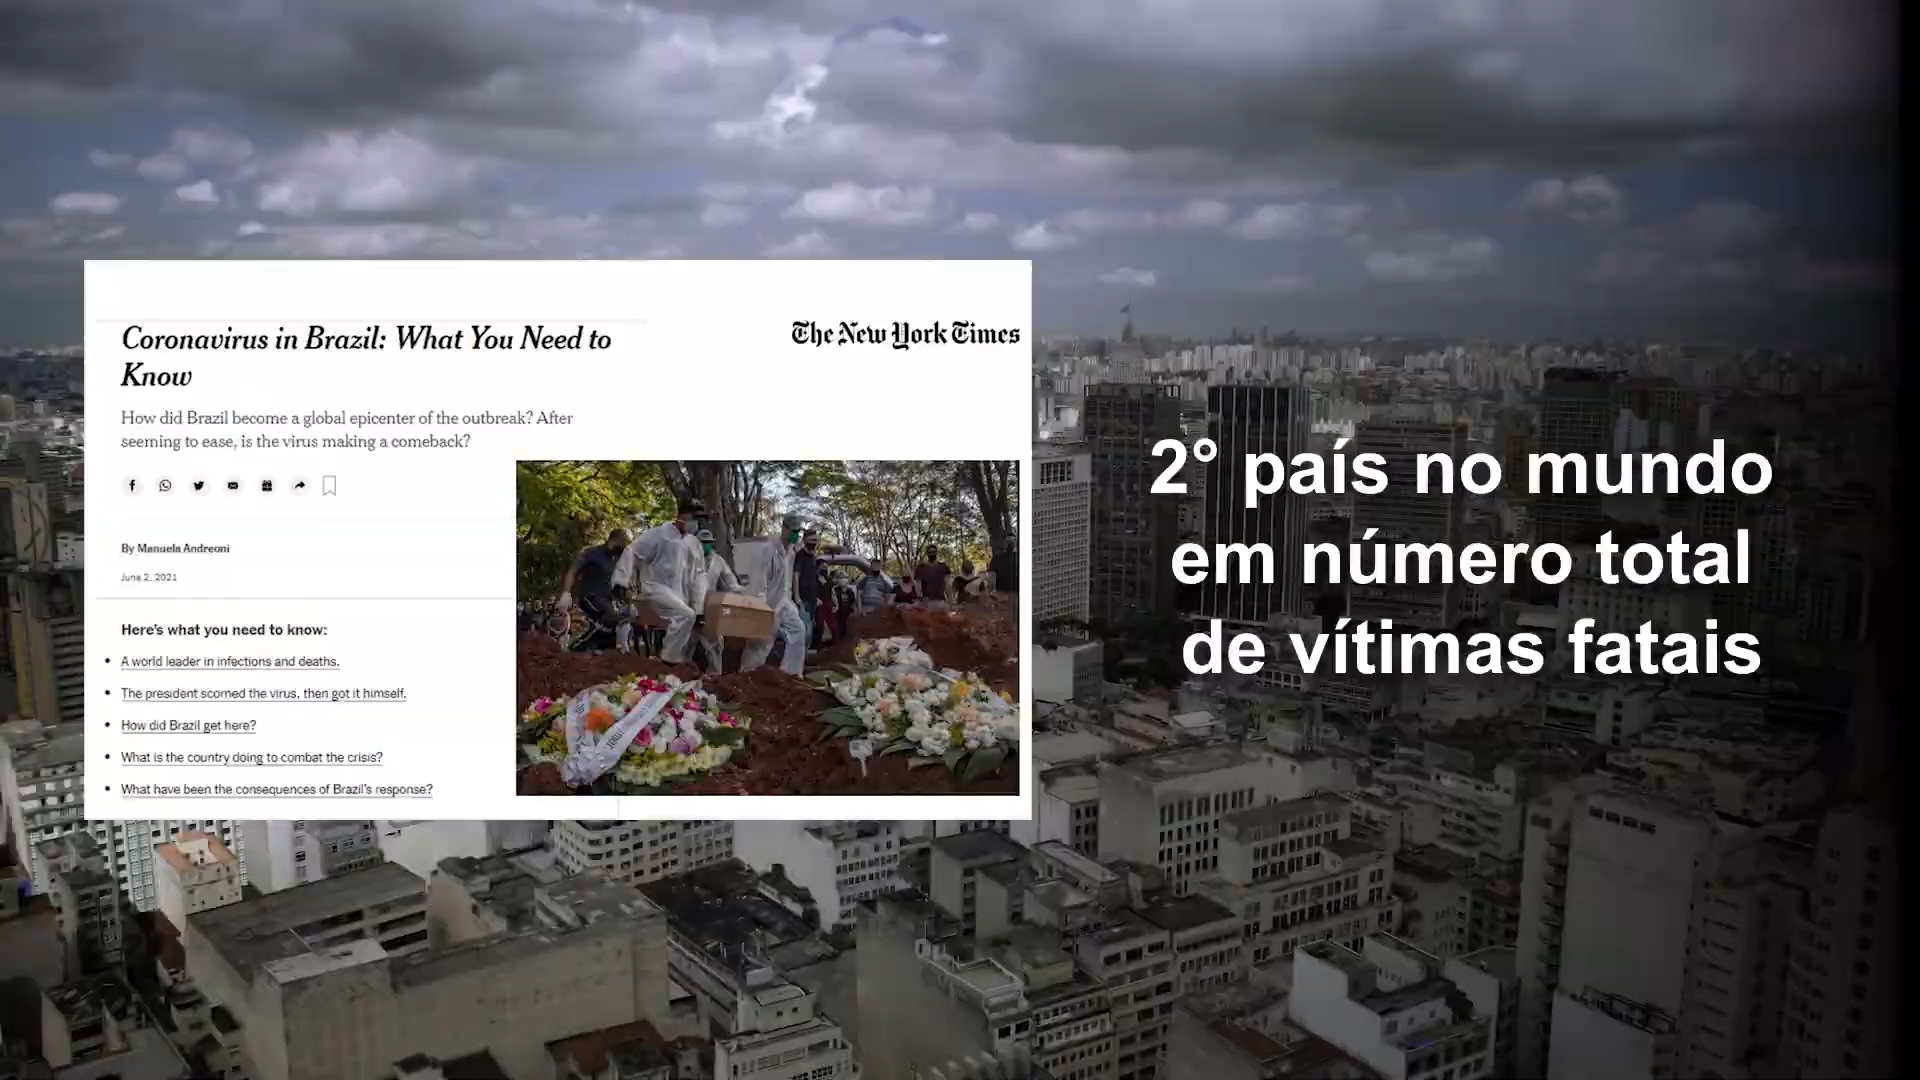 Coronavirus in Brazil: What You Need to
Know
The New York Times
How did Brazil become a global epicenter of the outbreak? After
seeming to ease, is the virus making a comeback?
By Manuela Andreoni
June 2, 2021
Here's what you need to know:
• A world leader in infections and deaths.
• The president scorned the virus, then got it himself.
• How did Brazil get here?
• What is the country doing to combat the crisis?
• What have been the consequences of Brazil's response?
2° país no mundo
em número total
de vítimas fatais